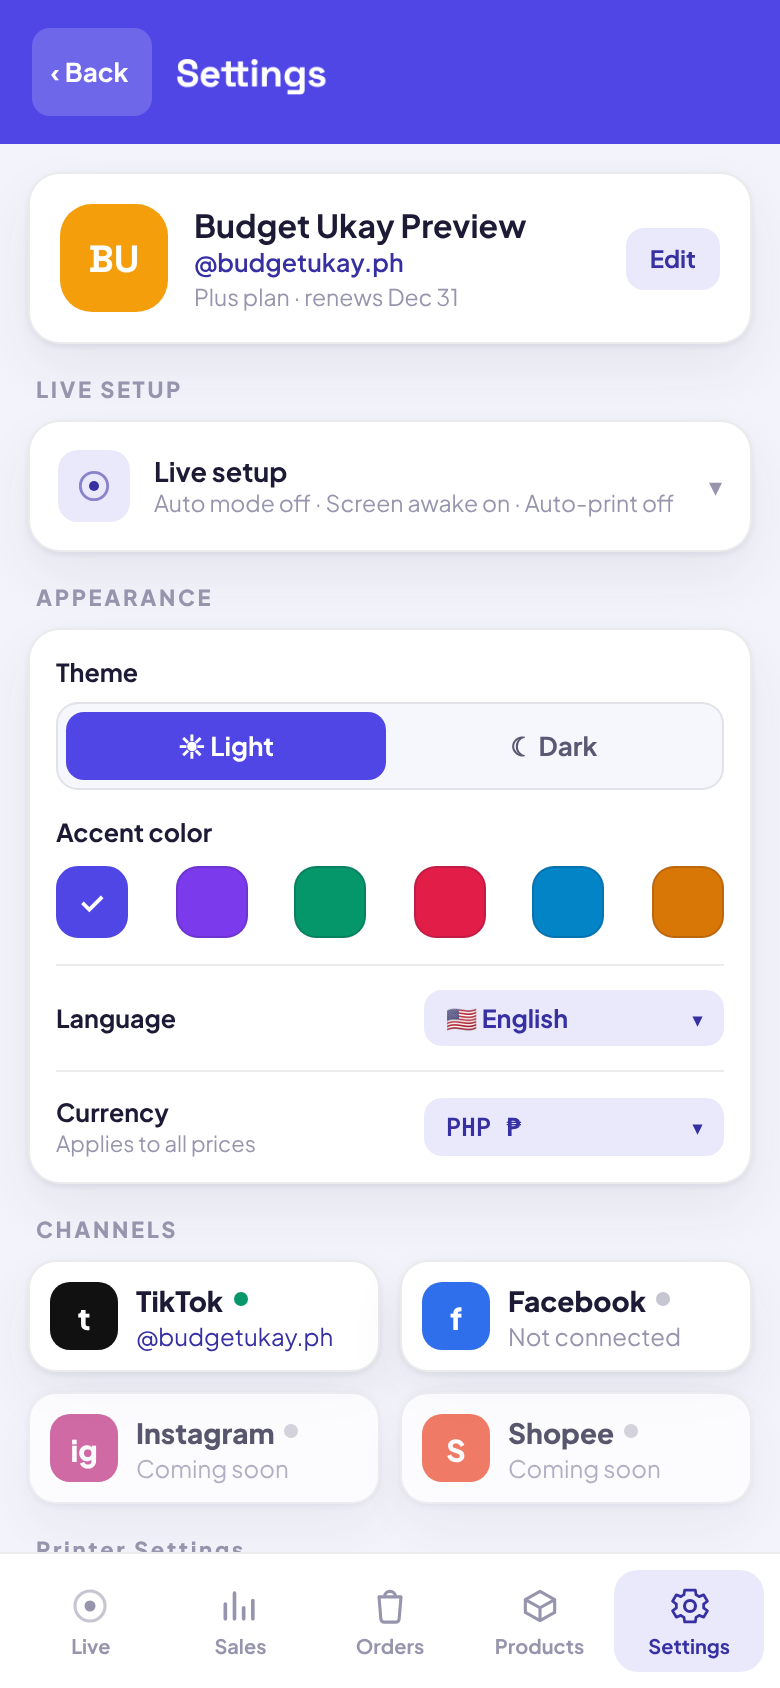 ‹ Back
Settings
BU
Budget Ukay Preview
@budgetukay.ph
Plus plan · renews Dec 31
Edit
LIVE SETUP
Live setup
Auto mode off · Screen awake on · Auto-print off
▼
APPEARANCE
Theme
☀ Light
☾ Dark
Accent color
✓
Language
🇺🇸 English
▼
Currency
Applies to all prices
PHP ₱
▼
CHANNELS
t
TikTok
@budgetukay.ph
f
Facebook
Not connected
ig
Instagram
Coming soon
S
Shopee
Coming soon
Printer Settings
Live
Sales
Orders
Products
Settings